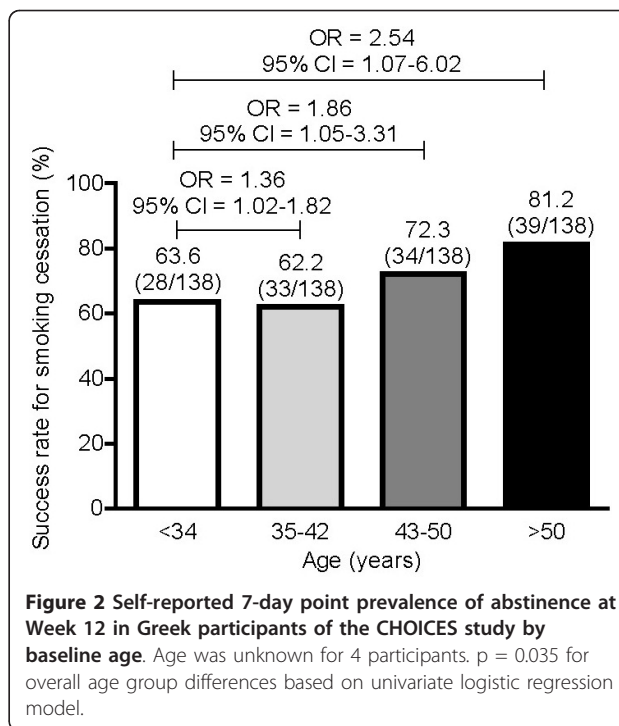 OR = 2.54
95% CI = 1.07-6.02
OR = 1.86
95% CI = 1.05-3.31
OR = 1.36
95% CI = 1.02-1.82
Success rate for smoking cessation (%)
100
80
60
40
20
0
63.6
(28/138)
62.2
(33/138)
72.3
(34/138)
81.2
(39/138)
<34
35-42
43-50
>50
Age (years)
Figure 2 Self-reported 7-day point prevalence of abstinence at
Week 12 in Greek participants of the CHOICES study by
baseline age. Age was unknown for 4 participants. p = 0.035 for
overall age group differences based on univariate logistic regression
model.